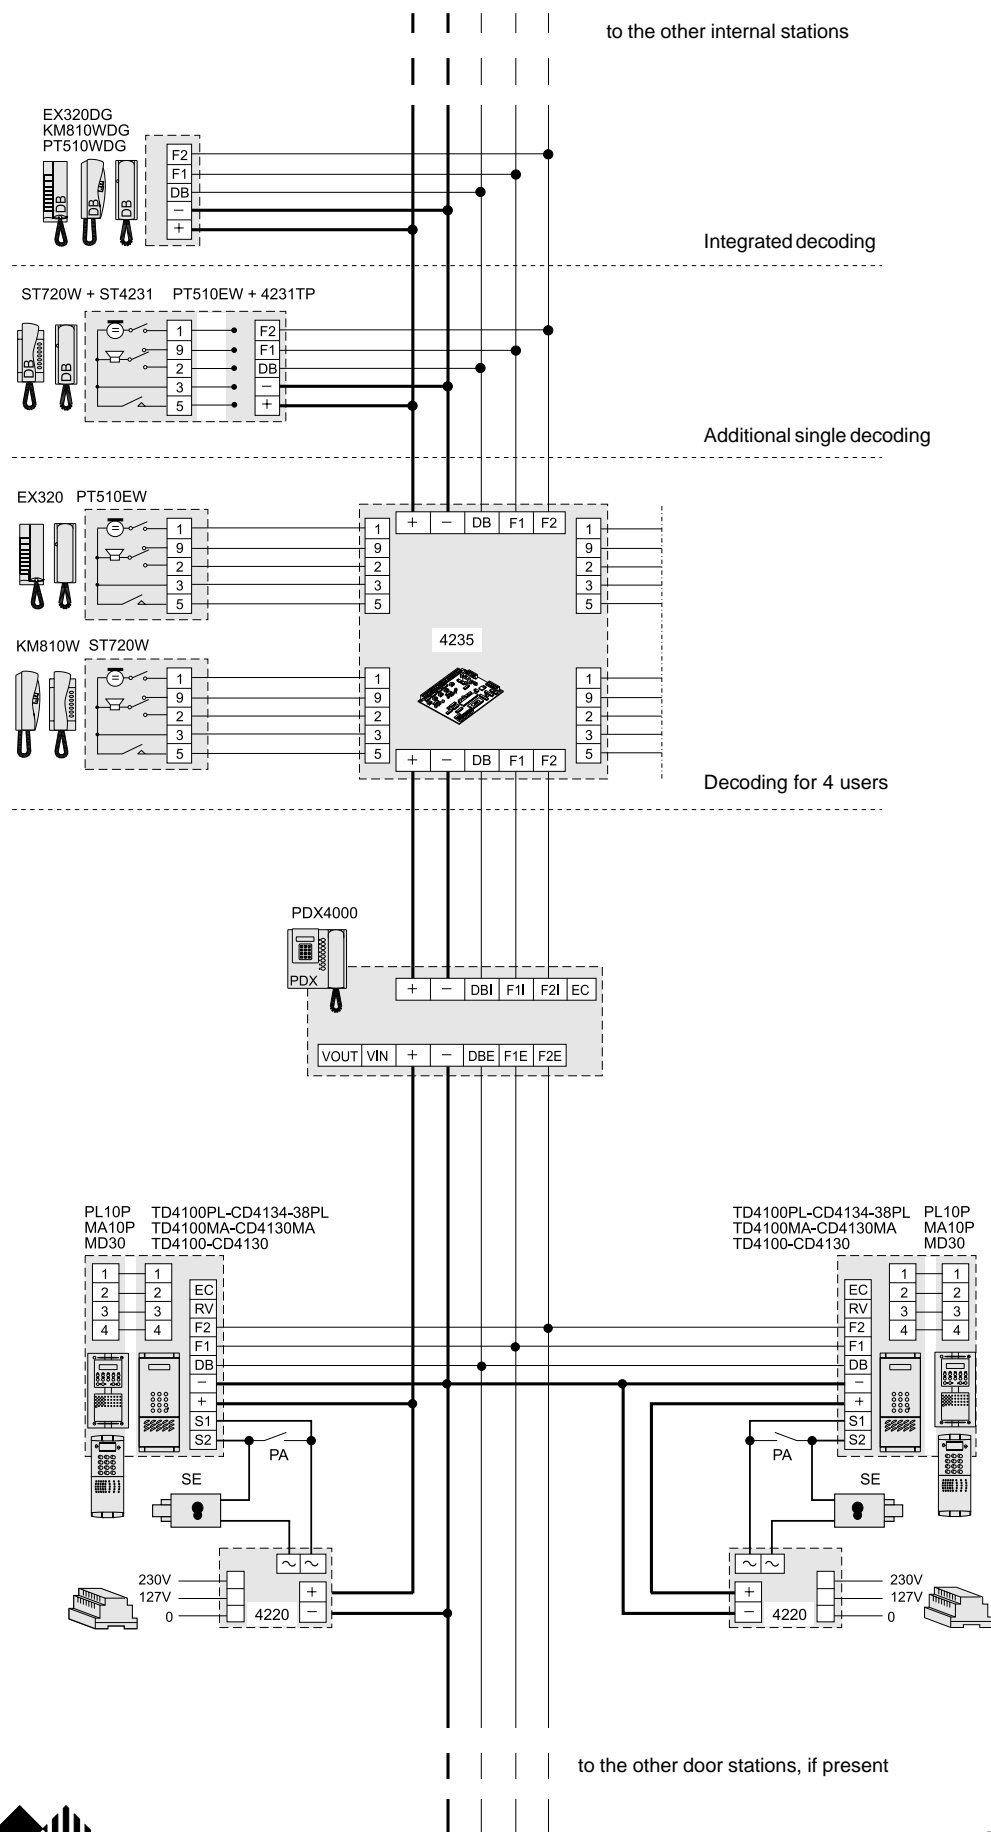 to the other internal stations
EX320DG
KM810WDG
PT510WDG
F2
F1
DB
–
+
DB DB DB
Integrated decoding
ST720W + ST4231 PT510EW + 4231TP
1 F2
9 F1
2 DB
3 –
5 +
DB DB
Additional single decoding
EX320 PT510EW
+ – DB F1 F2
1 1 1
9 9 9
2 2 2
3 3 3
5 5 5
4235
KM810W ST720W
1 1 1
9 9 9
2 2 2
3 3 3
5 5 5
+ – DB F1 F2
Decoding for 4 users
PDX4000
PDX
+ – DBI F1I F2I EC
VOUT VIN + – DBE F1E F2E
PL10P TD4100PL-CD4134-38PL
MA10P TD4100MA-CD4130MA
MD30 TD4100-CD4130
TD4100PL-CD4134-38PL PL10P
TD4100MA-CD4130MA MA10P
TD4100-CD4130 MD30
1 1
2 2
3 3
4 4
EC
RV
F2
F1
DB
–
+
S1
S2
PA
SE
~ ~
230V
127V
0
+
–
4220
1 1
2 2
3 3
4 4
EC
RV
F2
F1
DB
–
+
S1
S2
PA
SE
~ ~
+
–
4220
230V
127V
0
to the other door stations, if present